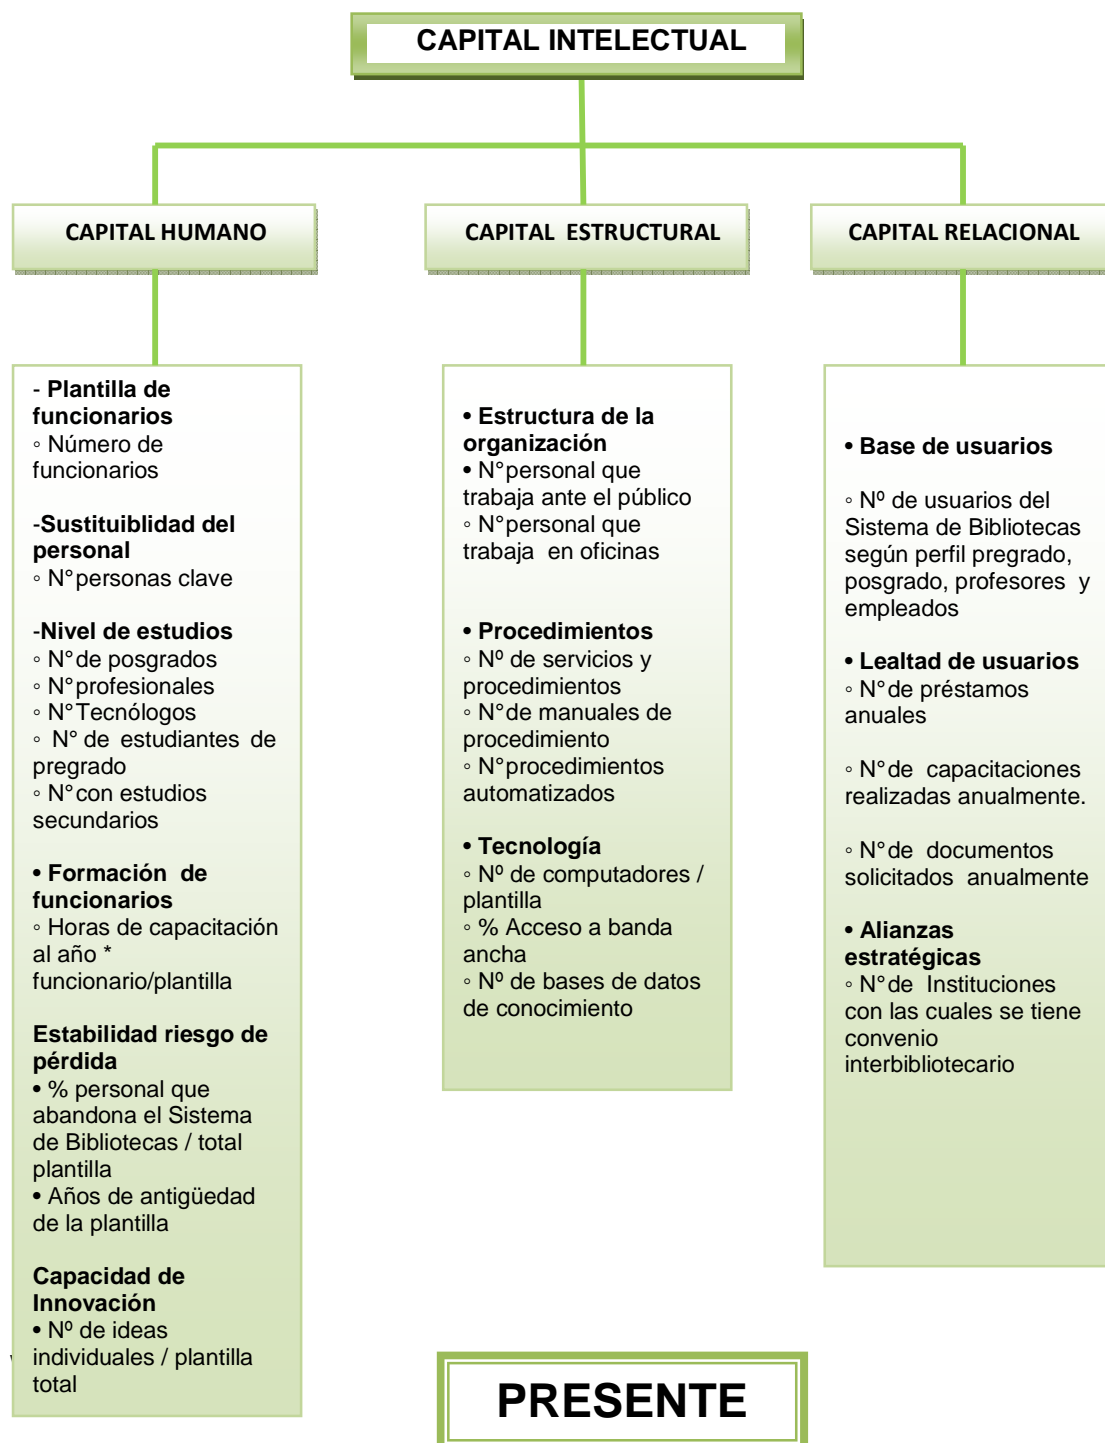 CAPITAL INTELECTUAL
CAPITAL HUMANO
CAPITAL ESTRUCTURAL
CAPITAL RELACIONAL
- Plantilla de
funcionarios
◦ Número de
funcionarios
-Sustituiblidad del
personal
◦ N° personas clave
-Nivel de estudios
◦ N° de posgrados
◦ N° profesionales
◦ N° Tecnólogos
◦ N° de estudiantes de
pregrado
◦ N° con estudios
secundarios
• Formación de
funcionarios
◦ Horas de capacitación
al año *
funcionario/plantilla
Estabilidad riesgo de
pérdida
• % personal que
abandona el Sistema
de Bibliotecas / total
plantilla
• Años de antigüedad
de la plantilla
Capacidad de
Innovación
• Nº de ideas
individuales / plantilla
total
• Estructura de la
organización
• N° personal que
trabaja ante el público
◦ N° personal que
trabaja en oficinas
• Procedimientos
◦ Nº de servicios y
procedimientos
◦ N° de manuales de
procedimiento
◦ N° procedimientos
automatizados
• Tecnología
◦ Nº de computadores /
plantilla
◦ % Acceso a banda
ancha
◦ Nº de bases de datos
de conocimiento
• Base de usuarios
◦ Nº de usuarios del
Sistema de Bibliotecas
según perfil pregrado,
posgrado, profesores y
empleados
• Lealtad de usuarios
◦ N° de préstamos
anuales
◦ N° de capacitaciones
realizadas anualmente.
◦ N° de documentos
solicitados anualmente
• Alianzas
estratégicas
◦ N° de Instituciones
con las cuales se tiene
convenio
interbibliotecario
PRESENTE